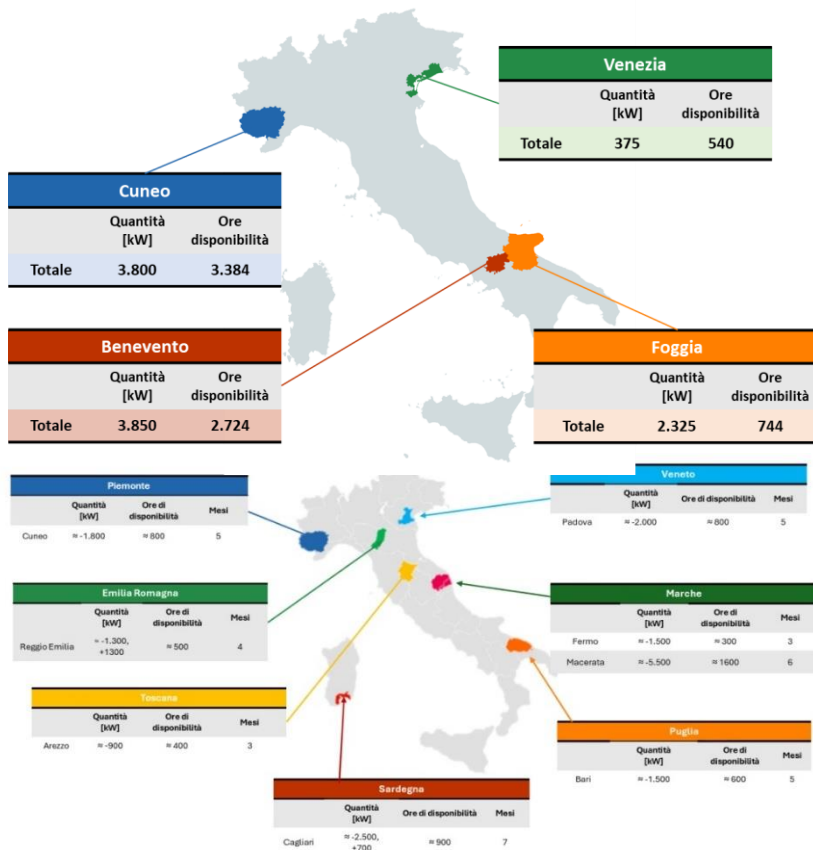 Venezia
Quantità [kW] Ore disponibilità
Totale 375 540
Cuneo
Quantità [kW] Ore disponibilità
Totale 3.800 3.384
Benevento
Quantità [kW] Ore disponibilità
Totale 3.850 2.724
Foggia
Quantità [kW] Ore disponibilità
Totale 2.325 744
Piemonte
Quantità [kW] Ore di disponibilità Mesi
Cuneo ≈ -1.800 ≈ 800 5
Veneto
Quantità [kW] Ore di disponibilità Mesi
Padova ≈ -2.000 ≈ 800 5
Emilia Romagna
Quantità [kW] Ore di disponibilità Mesi
Reggio Emilia ≈ -1.300, +1300 ≈ 500 4
Marche
Quantità [kW] Ore di disponibilità Mesi
Fermo ≈ -1.500 ≈ 300 3
Macerata ≈ -5.500 ≈ 1600 6
Toscana
Quantità [kW] Ore di disponibilità Mesi
Arezzo ≈ -900 ≈ 400 3
Puglia
Quantità [kW] Ore di disponibilità Mesi
Bari ≈ -1.500 ≈ 600 5
Sardegna
Quantità [kW] Ore di disponibilità Mesi
Cagliari ≈ -2.500, +700 ≈ 900 7